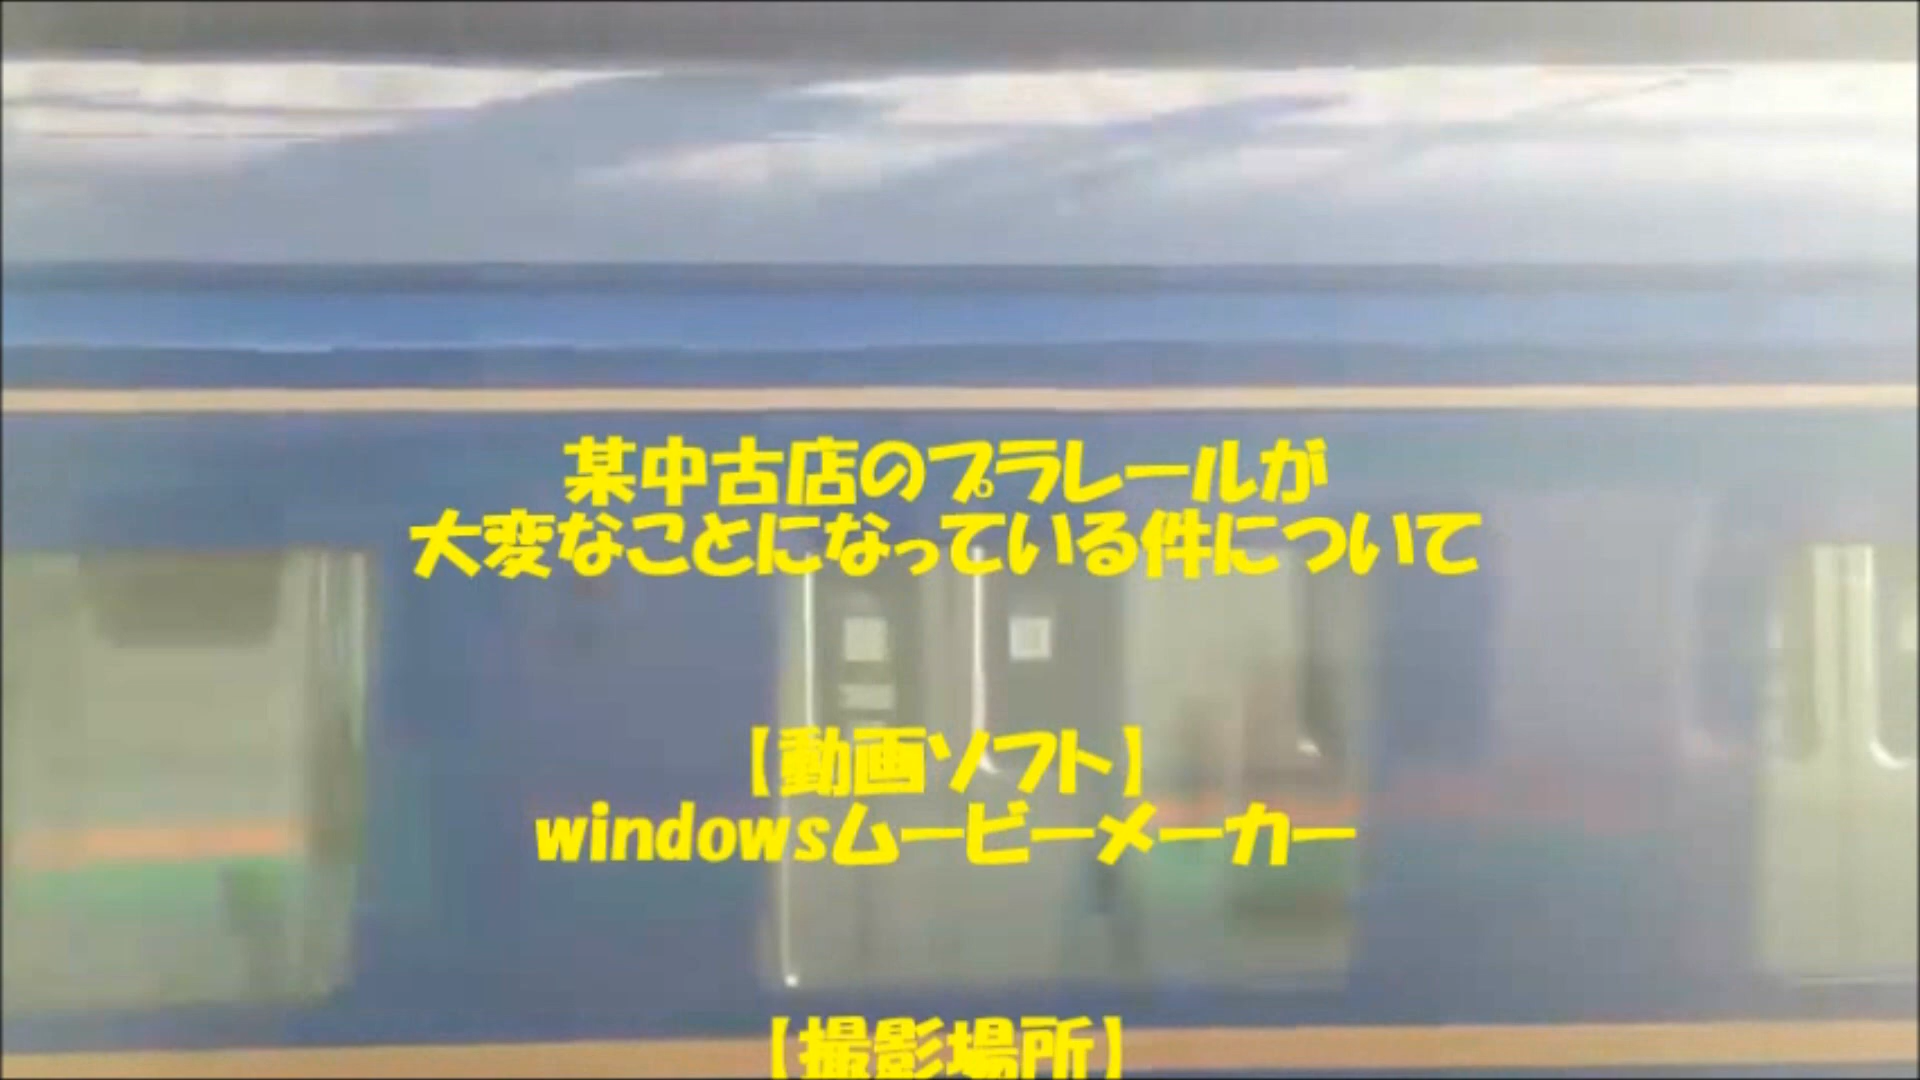 某中古店のプラレールが
大変なことになっている件について
【動画ソフト】
windowsムービーメーカー
【撮影場所】